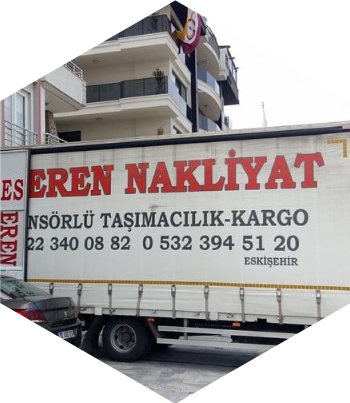 ES
EREN
EREN NAKLİYAT
NSÖRLÜ TAŞIMACILIK-KARGO
22 340 08 82 0 532 394 51 20
ESKİŞEHİR